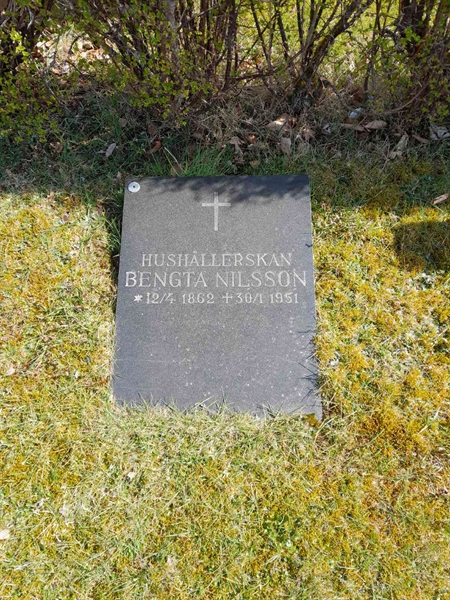 HUSHÅLLERSKAN
BENGTA NILSSON
*12/4 1862 +30/1 1951